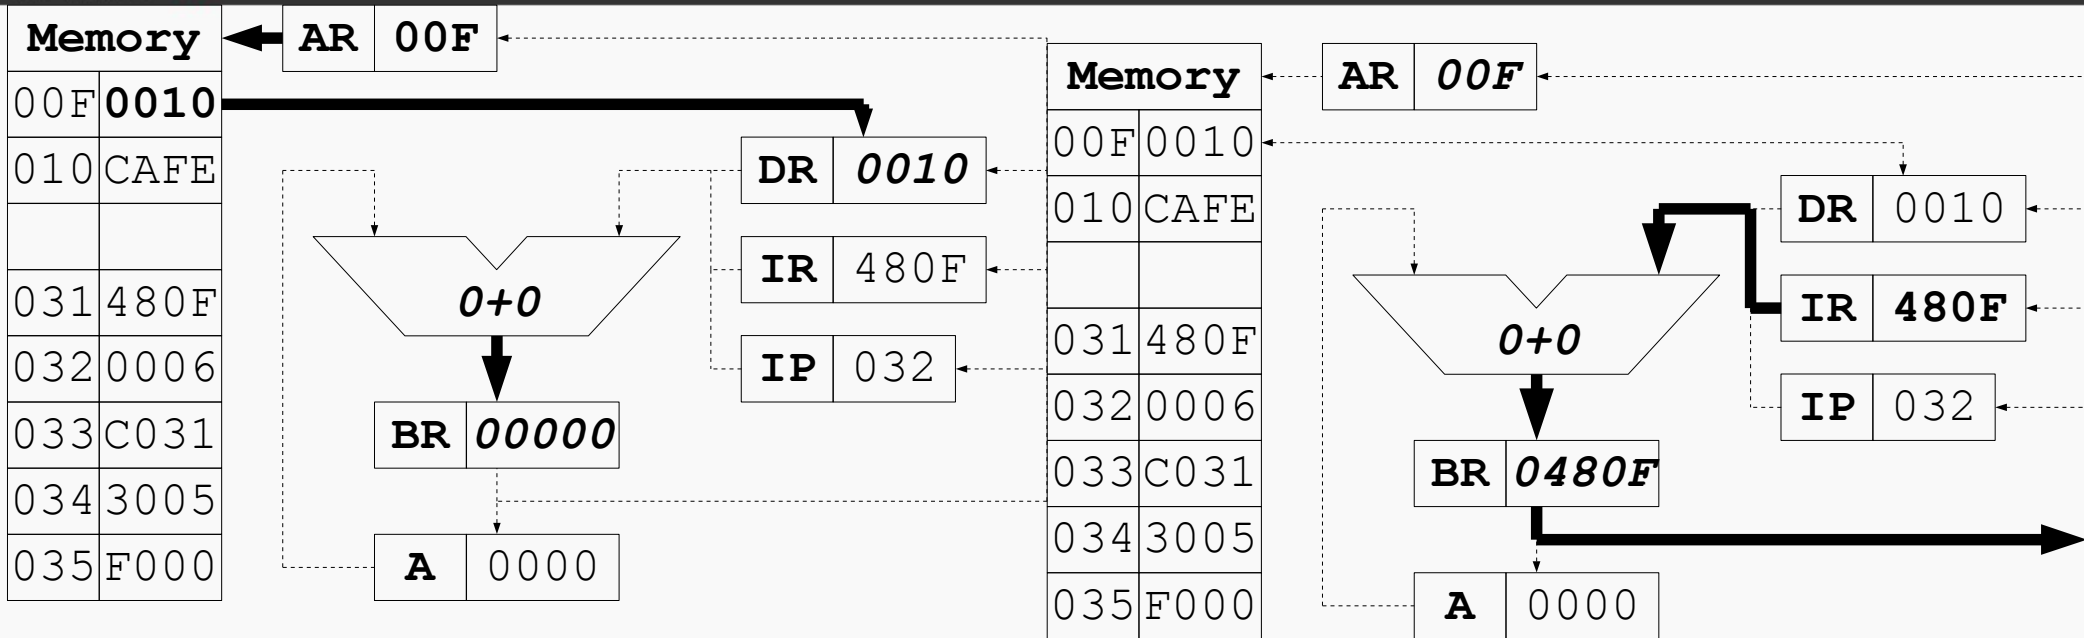 Memory
AR 00F
00F 0010
010 CAFE
031 480F
032 0006
033 C031
034 3005
035 F000
DR 0010
IR 480F
IP 032
0+0
BR 00000
A 0000
Memory
AR 00F
00F 0010
010 CAFE
031 480F
032 0006
033 C031
034 3005
035 F000
DR 0010
IR 480F
IP 032
0+0
BR 0480F
A 0000